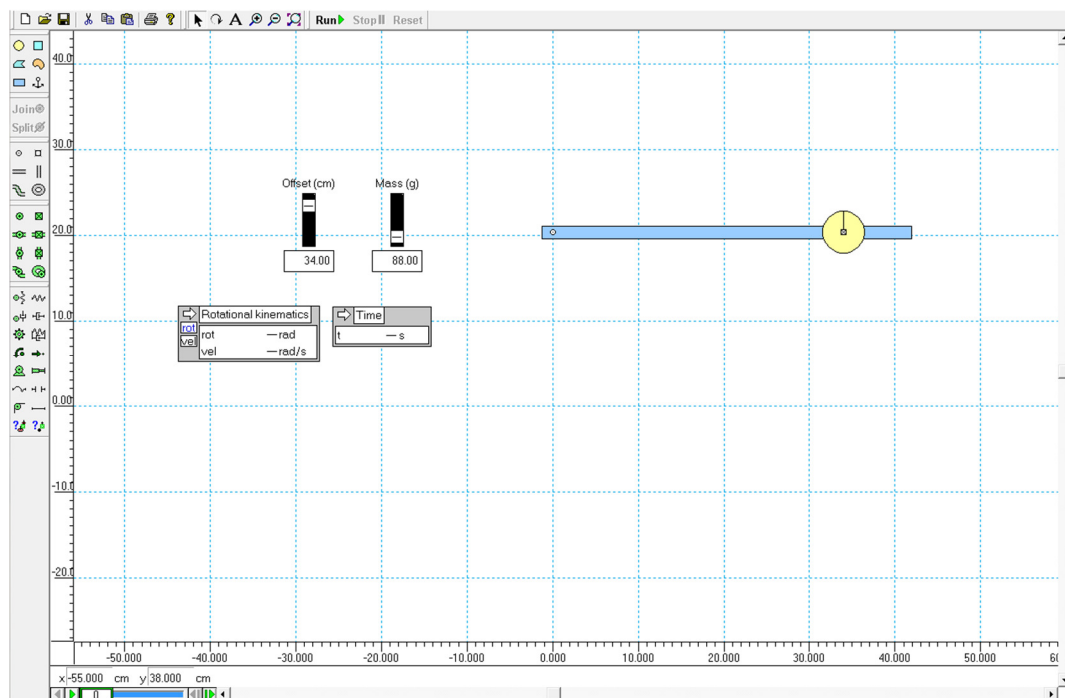 Run Stop Reset
Join
Split
40.0
30.0
20.0
10.0
0.00
-10.0
-20.0
Offset (cm) Mass (g)
34.00 88.00
Rotational kinematics
rot
vel
rot — rad
vel — rad/s
Time
t — s
-50.000 -40.000 -30.000 -20.000 -10.000 0.000 10.000 20.000 30.000 40.000 50.000
x -55.000 cm y 38.000 cm
0